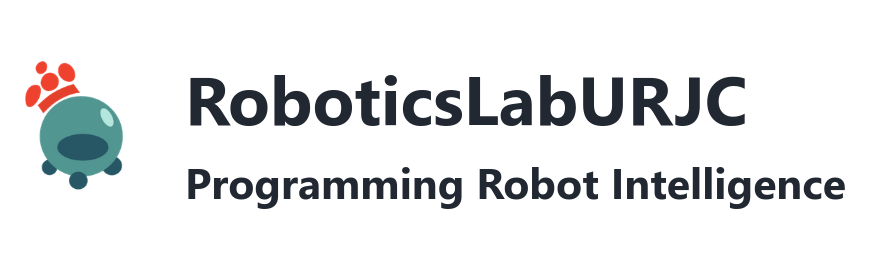 RoboticsLabURJC
Programming Robot Intelligence